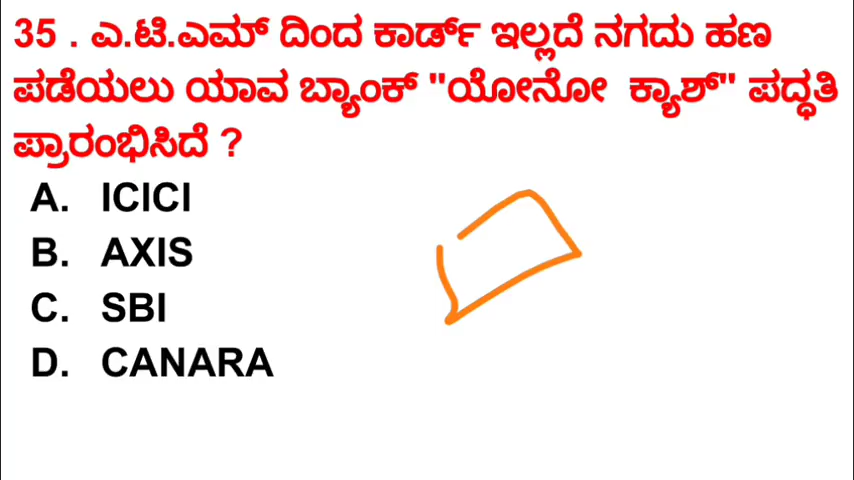 35 . ಎ.ಟಿ.ಎಮ್ ದಿಂದ ಕಾರ್ಡ್ ಇಲ್ಲದೆ ನಗದು ಹಣ
ಪಡೆಯಲು ಯಾವ ಬ್ಯಾಂಕ್ "ಯೋನೋ ಕ್ಯಾಶ್" ಪದ್ಧತಿ
ಪ್ರಾರಂಭಿಸಿದೆ ?
A. ICICI
B. AXIS
C. SBI
D. CANARA